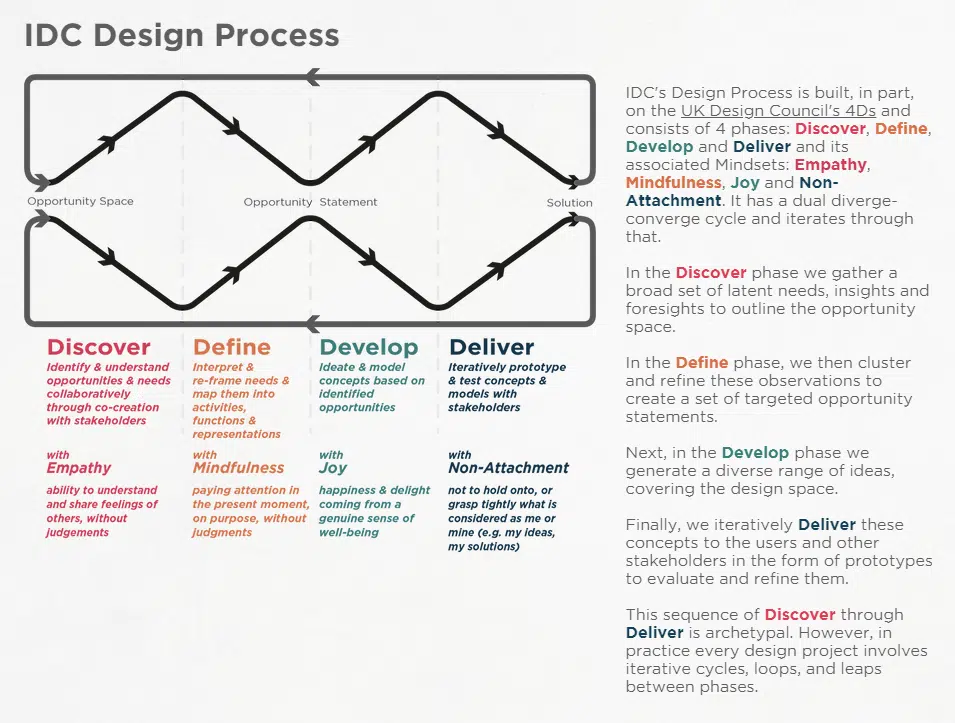 IDC Design Process
Opportunity Space
Opportunity Statement
Solution
Discover
Identify & understand
opportunities & needs
collaboratively
through co-creation
with stakeholders
with
Empathy
ability to understand
and share feelings of
others, without
judgements
Define
Interpret &
re-frame needs &
map them into
activities,
functions &
representations
with
Mindfulness
paying attention in
the present moment,
on purpose, without
judgments
Develop
Ideate & model
concepts based on
identified
opportunities
with
Joy
happiness & delight
coming from a
genuine sense of
well-being
Deliver
Iteratively prototype
& test concepts &
models with
stakeholders
with
Non-Attachment
not to hold onto, or
grasp tightly what is
considered as me or
mine (e.g. my ideas,
my solutions)
IDC's Design Process is built, in part,
on the UK Design Council's 4Ds and
consists of 4 phases: Discover, Define,
Develop and Deliver and its
associated Mindsets: Empathy,
Mindfulness, Joy and Non-
Attachment. It has a dual diverge-
converge cycle and iterates through
that.
In the Discover phase we gather a
broad set of latent needs, insights and
foresights to outline the opportunity
space.
In the Define phase, we then cluster
and refine these observations to
create a set of targeted opportunity
statements.
Next, in the Develop phase we
generate a diverse range of ideas,
covering the design space.
Finally, we iteratively Deliver these
concepts to the users and other
stakeholders in the form of prototypes
to evaluate and refine them.
This sequence of Discover through
Deliver is archetypal. However, in
practice every design project involves
iterative cycles, loops, and leaps
between phases.